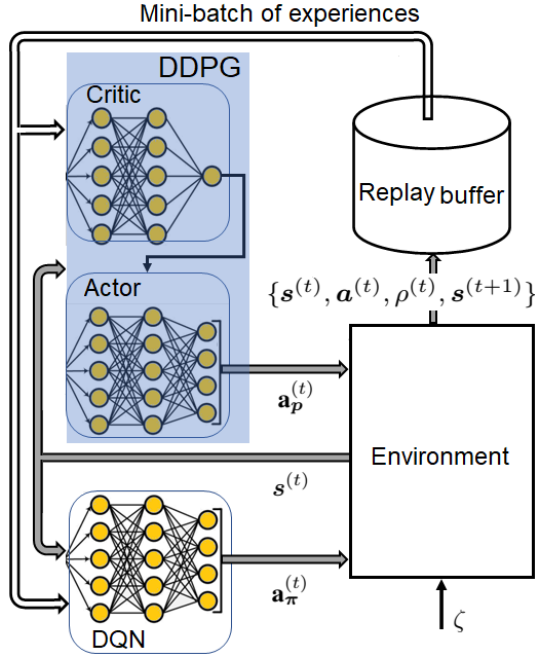 Mini-batch of experiences
DDPG
Critic
Replay buffer
{s^(t), a^(t), ρ^(t), s^(t+1)}
Actor
a_p^(t)
Environment
s^(t)
a_π^(t)
DQN
ζ